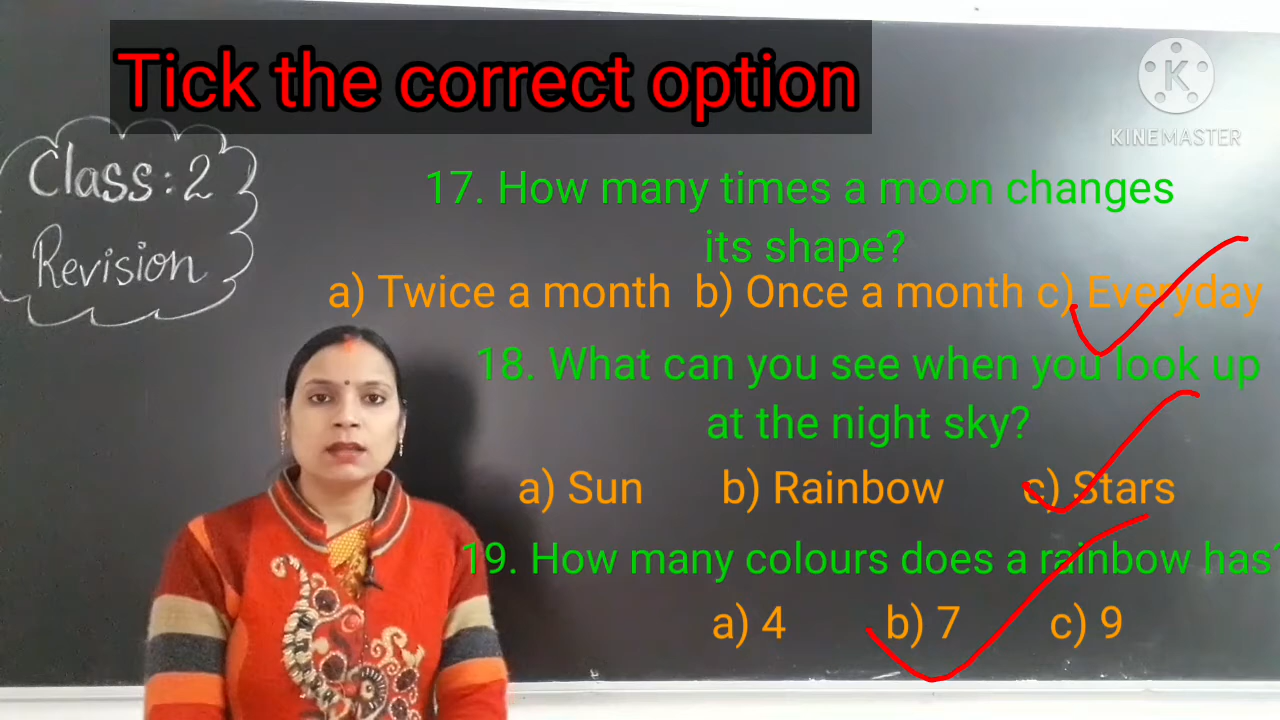 Tick the correct option
KINEMASTER
Class:2
Revision
17. How many times a moon changes
its shape?
a) Twice a month b) Once a month c) Everyday
18. What can you see when you look up
at the night sky?
a) Sun b) Rainbow c) Stars
19. How many colours does a rainbow has?
a) 4 b) 7 c) 9